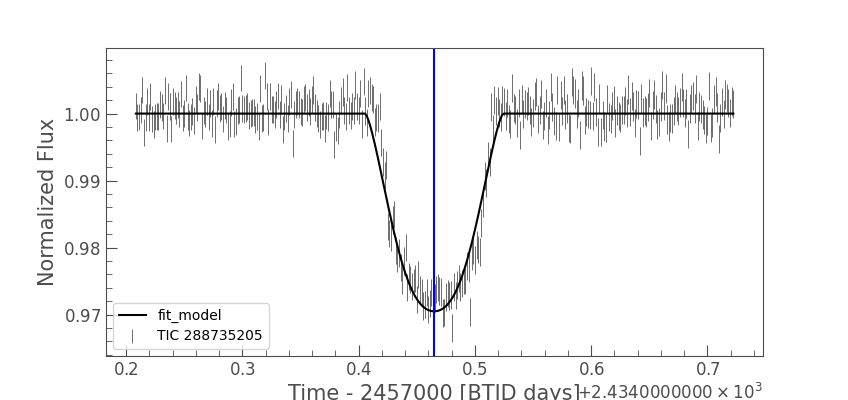 Normalized Flux
1.00
0.99
0.98
0.97
fit_model
TIC 288735205
0.2 0.3 0.4 0.5 0.6 0.7
Time - 2457000 [BTJD days] +2.4340000000 × 10³